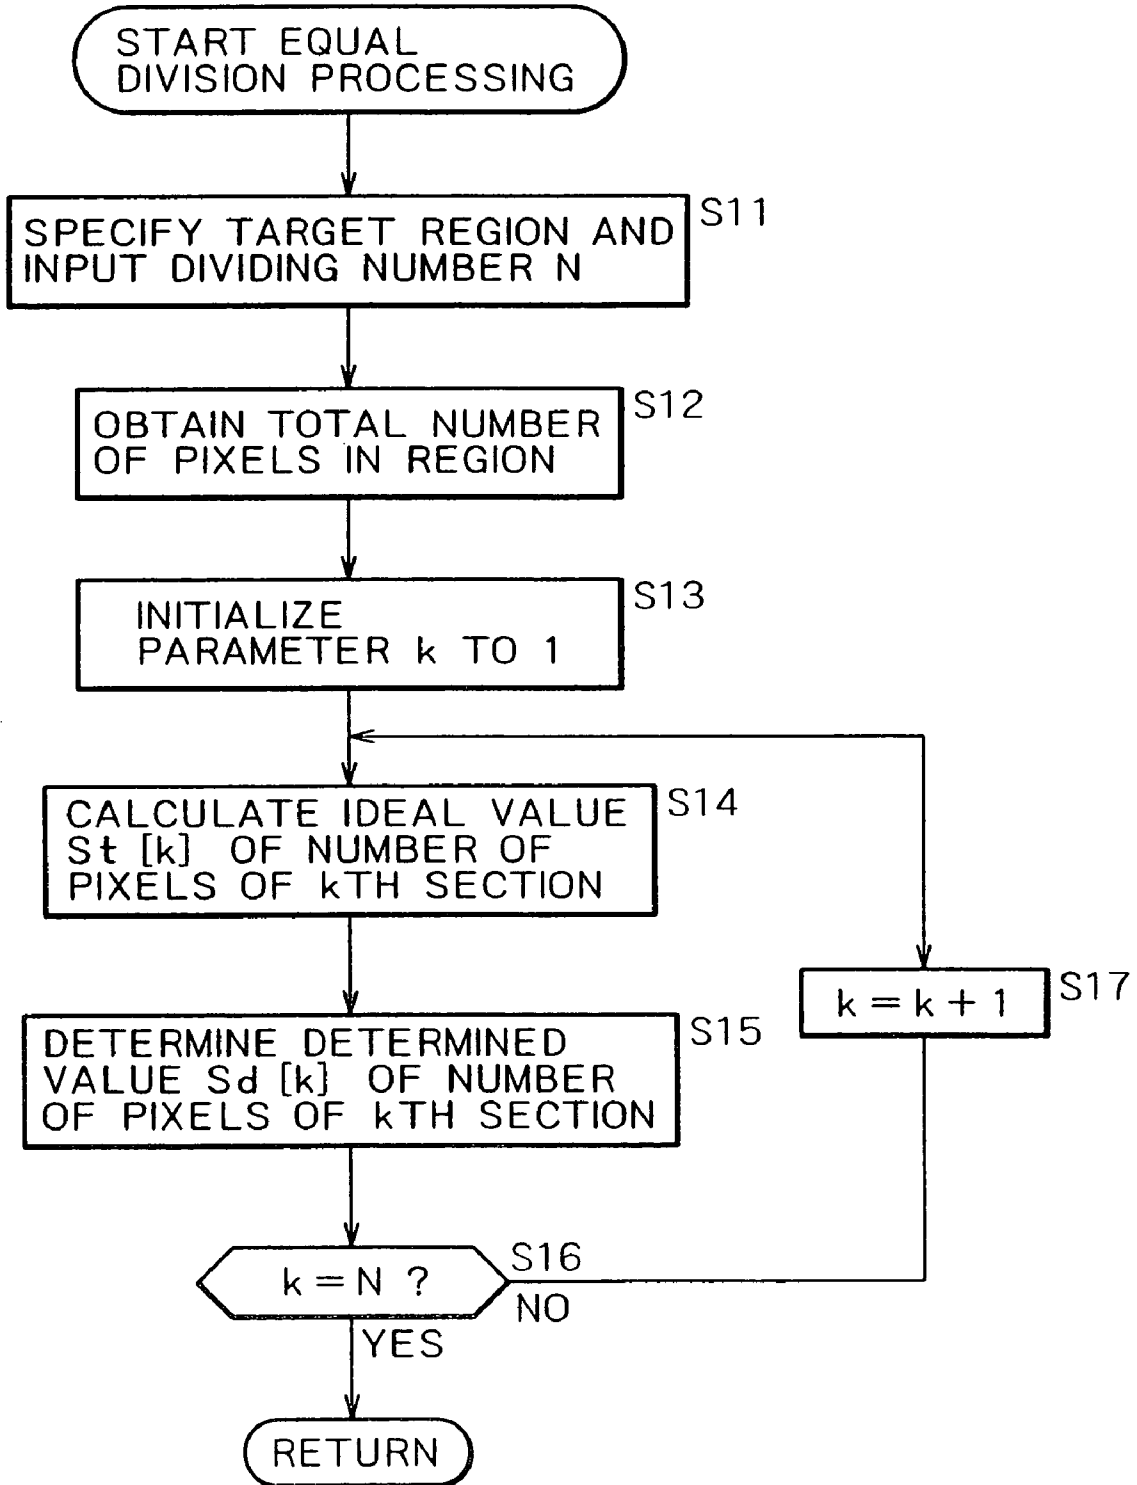 START EQUAL
DIVISION PROCESSING
S11
SPECIFY TARGET REGION AND
INPUT DIVIDING NUMBER N
S12
OBTAIN TOTAL NUMBER
OF PIXELS IN REGION
S13
INITIALIZE
PARAMETER k TO 1
S14
CALCULATE IDEAL VALUE
St [k] OF NUMBER OF
PIXELS OF kTH SECTION
S17
k = k + 1
S15
DETERMINE DETERMINED
VALUE Sd [k] OF NUMBER
OF PIXELS OF kTH SECTION
S16
k = N ?
NO
YES
RETURN